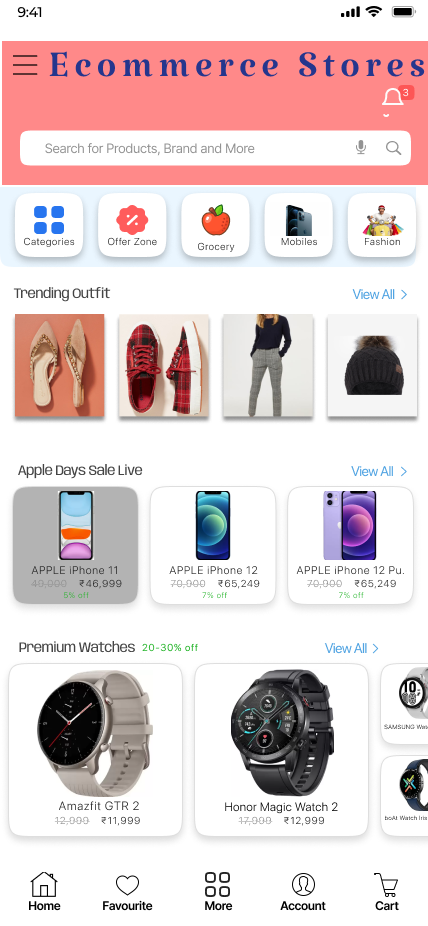 9:41
Ecommerce Stores
3
Search for Products, Brand and More
Categories
Offer Zone
Grocery
Mobiles
Fashion
Trending Outfit
View All
Apple Days Sale Live
View All
APPLE iPhone 11
49,000 ₹46,999
5% off
APPLE iPhone 12
70,900 ₹65,249
7% off
APPLE iPhone 12 Pu.
70,900 ₹65,249
7% off
Premium Watches 20-30% off
View All
Amazfit GTR 2
12,999 ₹11,999
Honor Magic Watch 2
17,999 ₹12,999
SAMSUNG Wat
boAt Watch Iris
Home
Favourite
More
Account
Cart